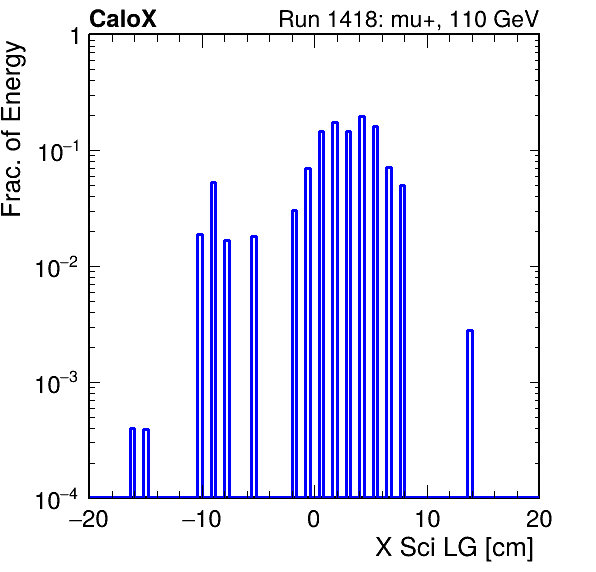 CaloX Run 1418: mu+, 110 GeV
Frac. of Energy
1
10⁻¹
10⁻²
10⁻³
10⁻⁴
−20 −10 0 10 20
X Sci LG [cm]